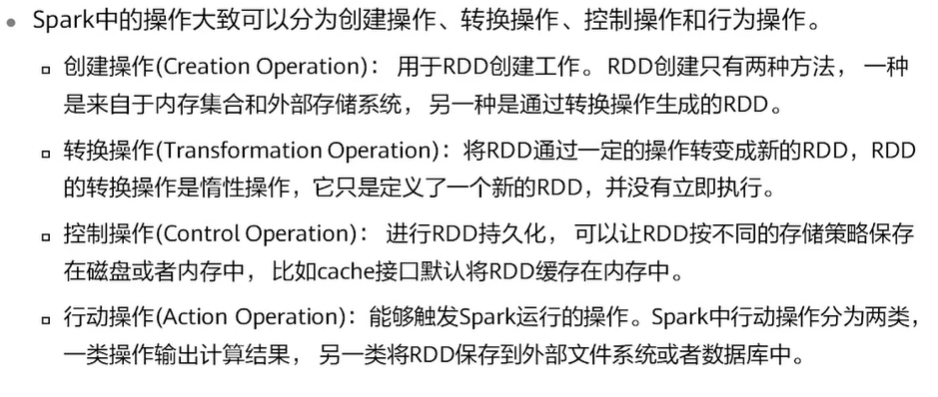 Spark中的操作大致可以分为创建操作、转换操作、控制操作和行为操作。
创建操作(Creation Operation)： 用于RDD创建工作。RDD创建只有两种方法， 一种
是来自于内存集合和外部存储系统， 另一种是通过转换操作生成的RDD。
转换操作(Transformation Operation)：将RDD通过一定的操作转变成新的RDD，RDD
的转换操作是惰性操作，它只是定义了一个新的RDD，并没有立即执行。
控制操作(Control Operation)： 进行RDD持久化， 可以让RDD按不同的存储策略保存
在磁盘或者内存中， 比如cache接口默认将RDD缓存在内存中。
行动操作(Action Operation)：能够触发Spark运行的操作。Spark中行动操作分为两类，
一类操作输出计算结果， 另一类将RDD保存到外部文件系统或者数据库中。